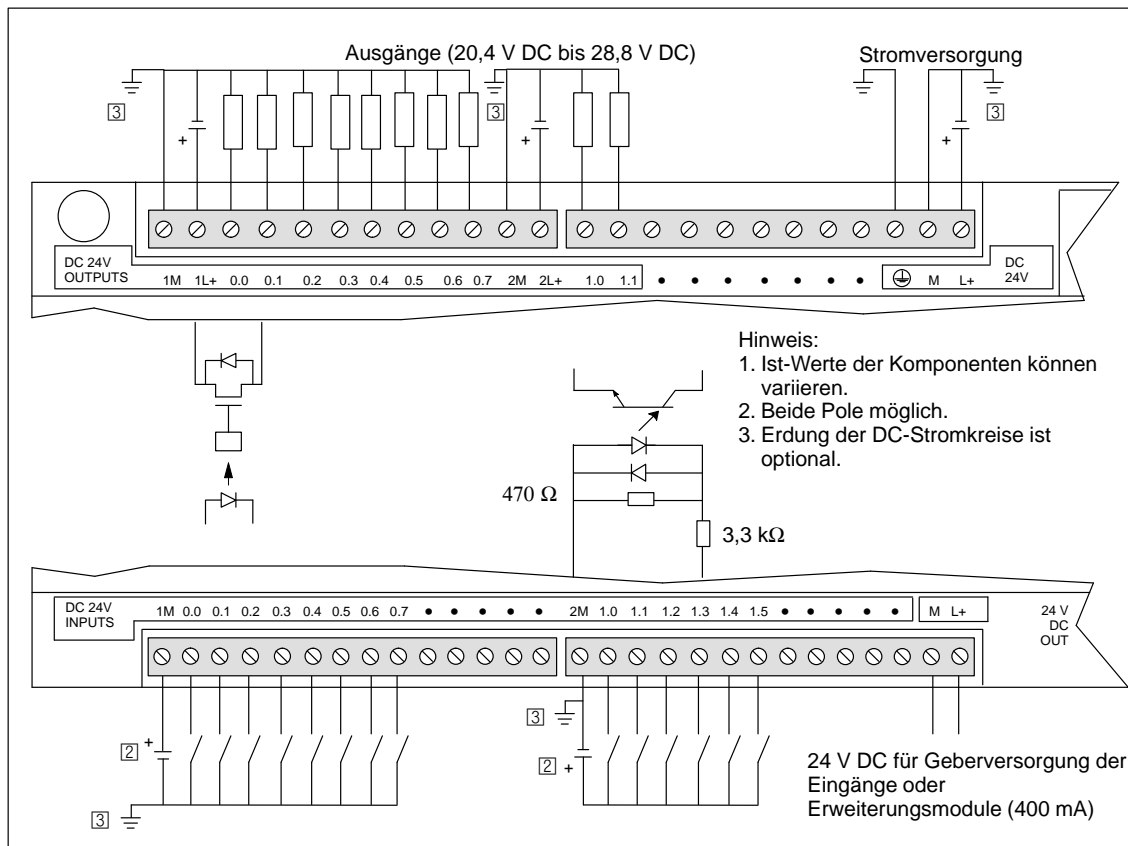 Ausgänge (20,4 V DC bis 28,8 V DC)
Stromversorgung
3
3
3
+
+
+
DC 24V
OUTPUTS
1M 1L+ 0.0 0.1 0.2 0.3 0.4 0.5 0.6 0.7 2M 2L+ 1.0 1.1 • • • • • • • M L+
DC
24V
Hinweis:
1. Ist-Werte der Komponenten können
variieren.
2. Beide Pole möglich.
3. Erdung der DC-Stromkreise ist
optional.
470 Ω
3,3 kΩ
DC 24V
INPUTS
1M 0.0 0.1 0.2 0.3 0.4 0.5 0.6 0.7 • • • • • 2M 1.0 1.1 1.2 1.3 1.4 1.5 • • • • • M L+
24 V
DC
OUT
3
2 +
2 +
3
24 V DC für Geberversorgung der
Eingänge oder
Erweiterungsmodule (400 mA)